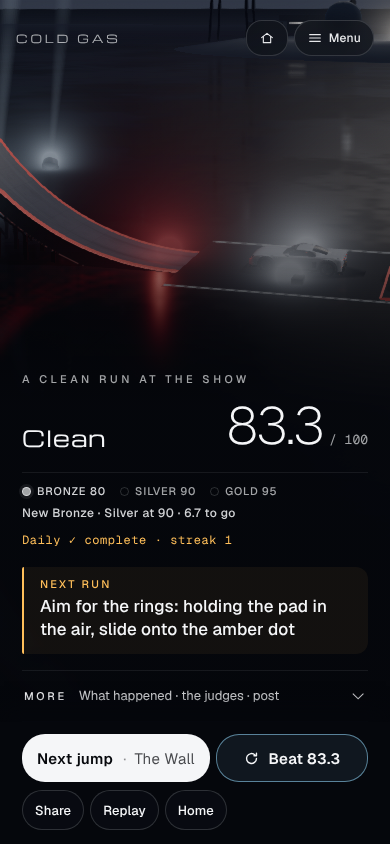 COLD GAS
Menu
A CLEAN RUN AT THE SHOW
Clean 83.3 / 100
BRONZE 80 SILVER 90 GOLD 95
New Bronze · Silver at 90 · 6.7 to go
Daily ✓ complete · streak 1
NEXT RUN
Aim for the rings: holding the pad in
the air, slide onto the amber dot
MORE What happened · the judges · post
Next jump · The Wall
Beat 83.3
Share Replay Home